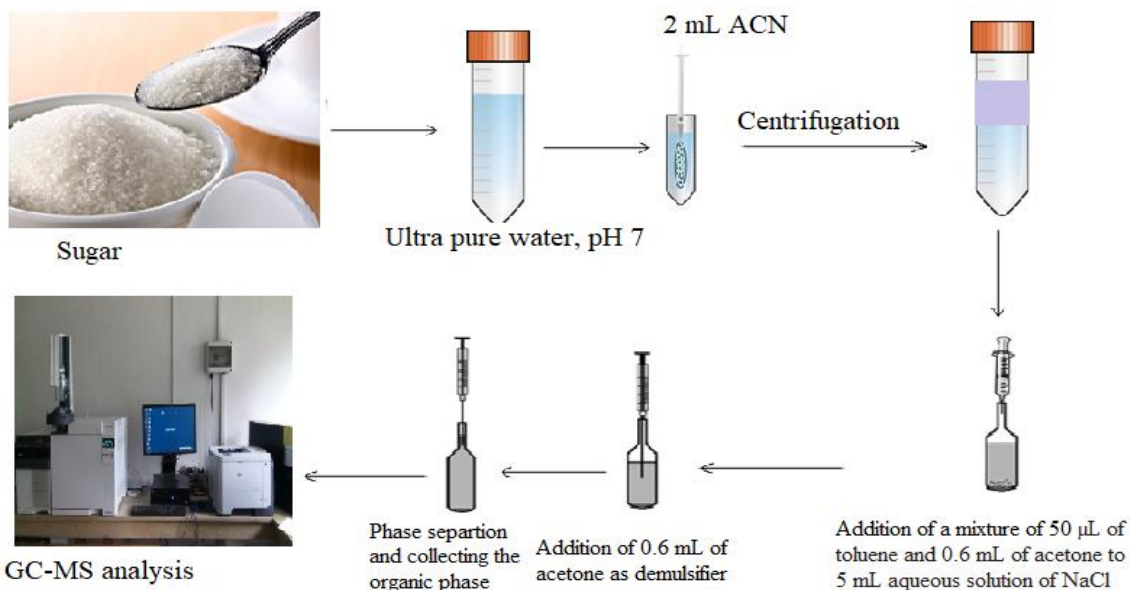 2 mL ACN
Centrifugation
Sugar
Ultra pure water, pH 7
Addition of a mixture of 50 µL of
toluene and 0.6 mL of acetone to
5 mL aqueous solution of NaCl
Addition of 0.6 mL of
acetone as demulsifier
Phase separtion
and collecting the
organic phase
GC-MS analysis